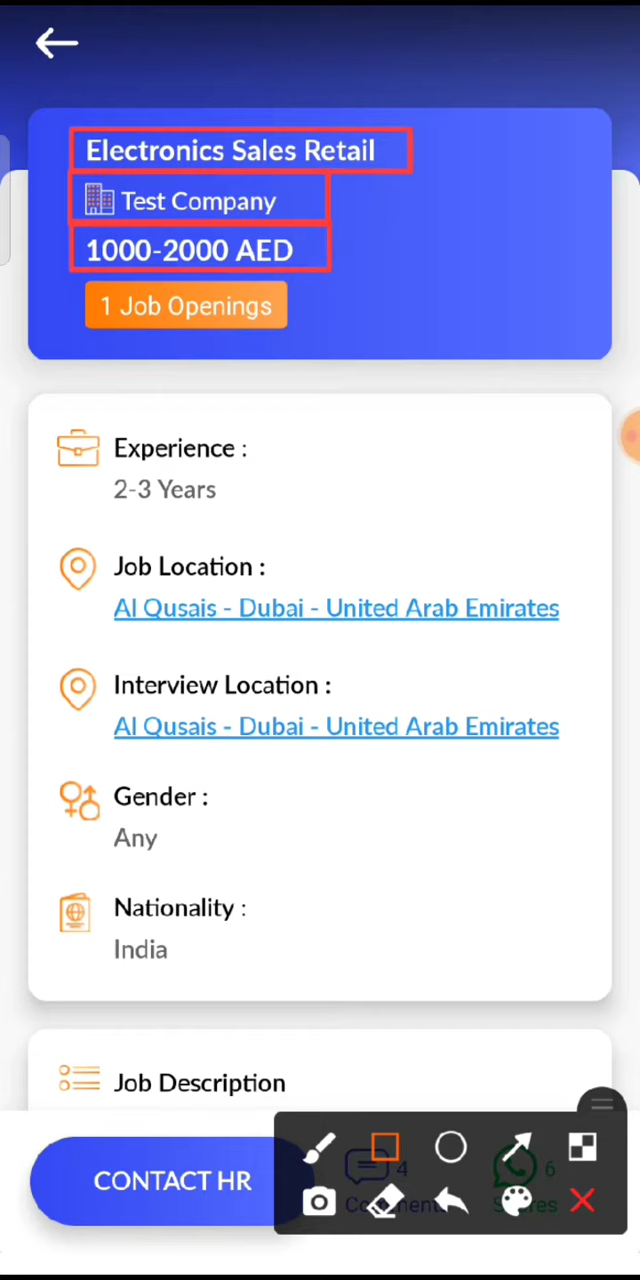 Electronics Sales Retail
Test Company
1000-2000 AED
1 Job Openings
Experience :
2-3 Years
Job Location :
Al Qusais - Dubai - United Arab Emirates
Interview Location :
Al Qusais - Dubai - United Arab Emirates
Gender :
Any
Nationality :
India
Job Description
CONTACT HR
4
6